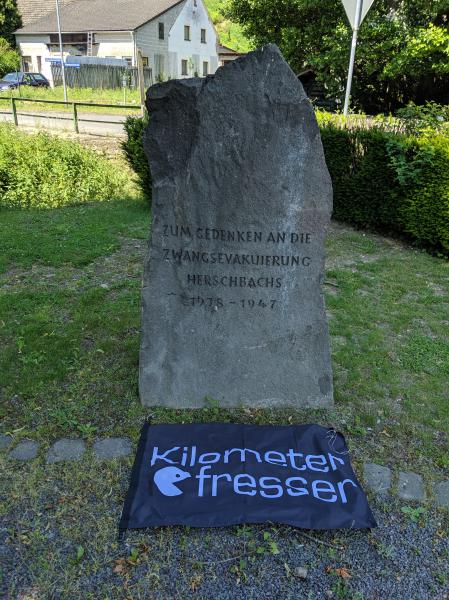 ZUM GEDENKEN AN DIE
ZWANGSEVAKUIERUNG
HERSCHBACHS
1938 - 1947
Kilometer
fresser